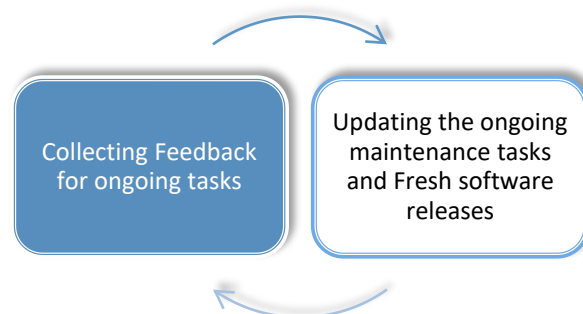 Collecting Feedback
for ongoing tasks
Updating the ongoing
maintenance tasks
and Fresh software
releases